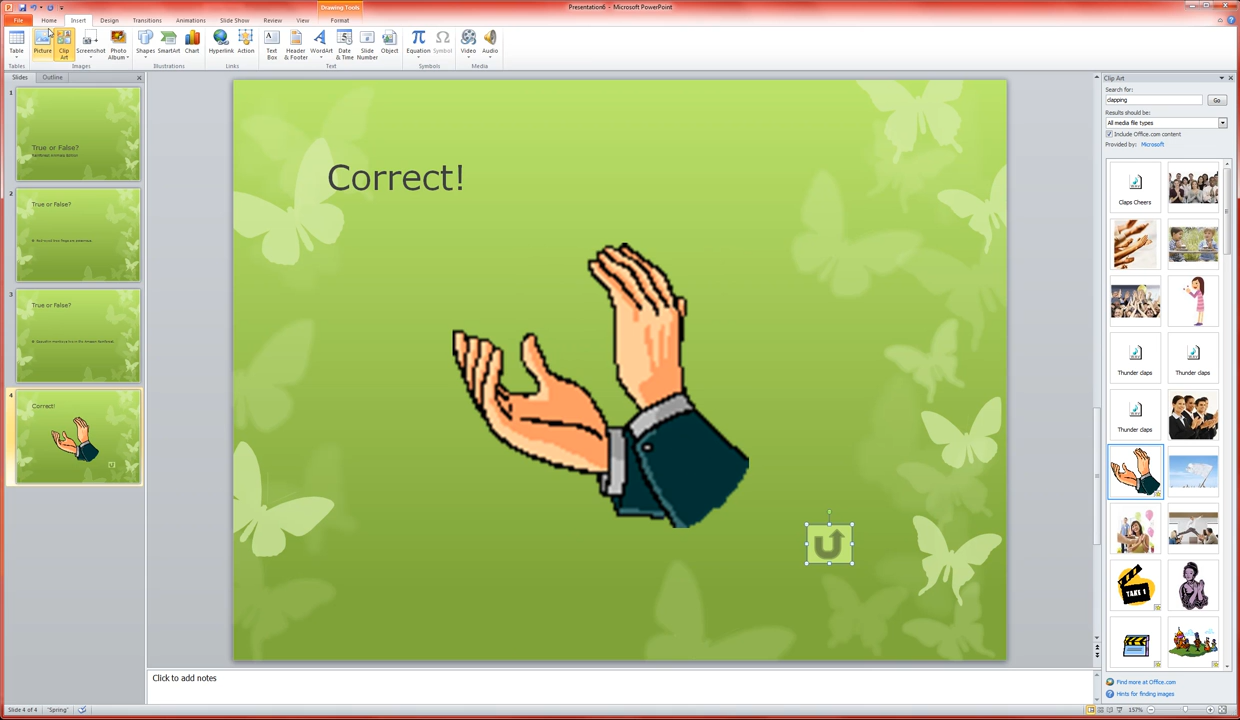 Presentation6 - Microsoft PowerPoint
Drawing Tools
File Home Insert Design Transitions Animations Slide Show Review View Format
Table Picture Clip Art Screenshot Photo Album Shapes SmartArt Chart Hyperlink Action Text Box Header & Footer WordArt Date & Time Slide Number Object Equation Symbol Video Audio
Tables Images Illustrations Links Text Symbols Media
Slides Outline
1
True or False?
2
True or False?
3
True or False?
4
Correct!
Correct!
Click to add notes
Clip Art
Search for:
clapping
Go
Results should be:
All media file types
Include Office.com content
Provided by: Microsoft
Claps Cheers
Thunder claps Thunder claps
Thunder claps
TAKE 1
Find more at Office.com
Hints for finding images
Slide 4 of 4 "Spring" 157%